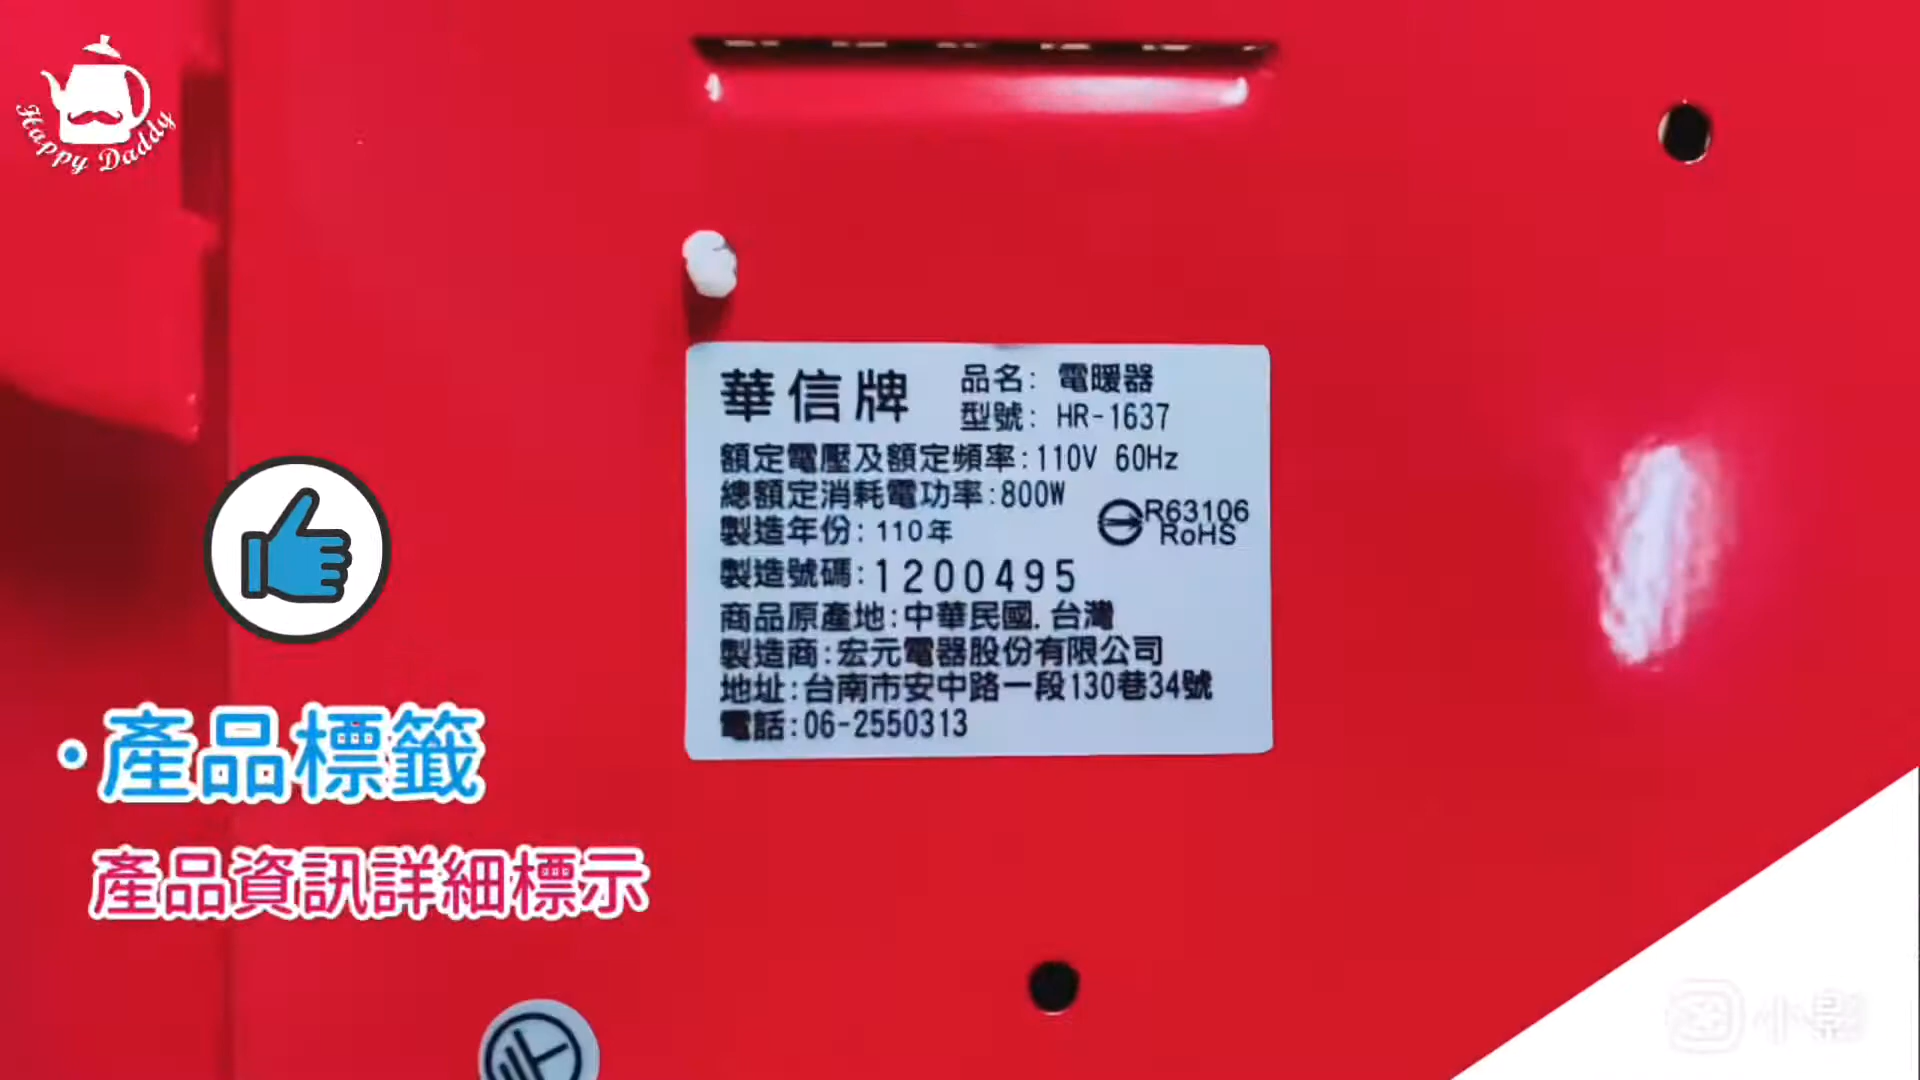 Happy Daddy
華信牌
品名: 電暖器
型號: HR-1637
額定電壓及額定頻率:110V 60Hz
總額定消耗電功率:800W
製造年份: 110年
R63106
RoHS
製造號碼:1200495
商品原產地:中華民國.台灣
製造商:宏元電器股份有限公司
地址:台南市安中路一段130巷34號
電話:06-2550313
·產品標籤
產品資訊詳細標示
小影